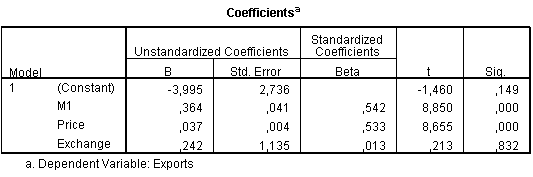 Coefficients a
Unstandardized Coefficients Standardized Coefficients
Model B Std. Error Beta t Sig.
1 (Constant) -3,995 2,736 -1,460 ,149
M1 ,364 ,041 ,542 8,850 ,000
Price ,037 ,004 ,533 8,655 ,000
Exchange ,242 1,135 ,013 ,213 ,832
a. Dependent Variable: Exports